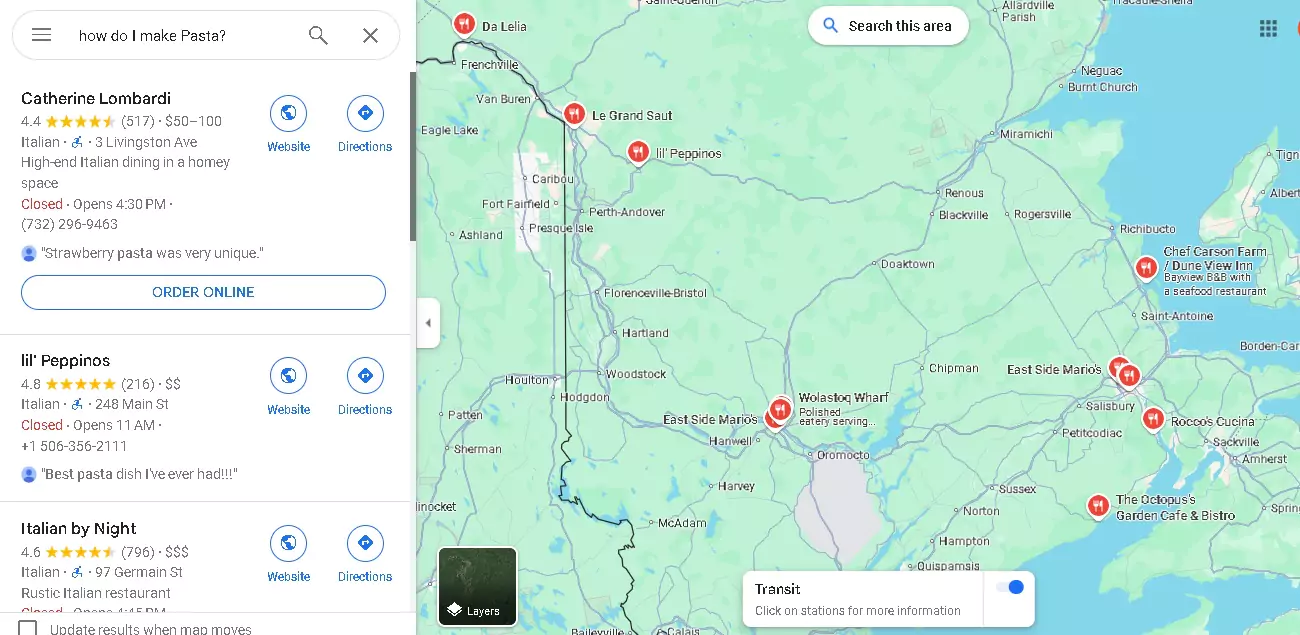 how do I make Pasta?
Catherine Lombardi
4.4 (517) · $50–100
Italian · 3 Livingston Ave
High-end Italian dining in a homey
space
Closed · Opens 4:30 PM ·
(732) 296-9463
"Strawberry pasta was very unique."
Website
Directions
ORDER ONLINE
lil' Peppinos
4.8 (216) · $$
Italian · 248 Main St
Closed · Opens 11 AM ·
+1 506-356-2111
"Best pasta dish I've ever had!!!"
Website
Directions
Italian by Night
4.6 (796) · $$$
Italian · 97 Germain St
Rustic Italian restaurant
Closed · Opens 4:45 PM
Website
Directions
Update results when map moves
Search this area
Saint-Quentin
Allardville
Parish
Tracadie-Sheila
Da Lelia
Frenchville
Van Buren
Eagle Lake
Le Grand Saut
lil' Peppinos
Caribou
Fort Fairfield
Perth-Andover
Presque Isle
Ashland
Neguac
Burnt Church
Miramichi
Renous
Blackville
Rogersville
Richibucto
Tign
Albert
Chef Carson Farm
/ Dune View Inn
Bayview B&B with
a seafood restaurant
Doaktown
Florenceville-Bristol
Saint-Antoine
Hartland
Borden-Car
Woodstock
Houlton
Hodgdon
Chipman
East Side Mario's
Wolastoq Wharf
Polished
eatery serving...
East Side Mario's
Hanwell
Salisbury
Petitcodiac
Rocco's Cucina
Sackville
Amherst
Patten
Sherman
Oromocto
Harvey
Sussex
Norton
The Octopus's
Garden Cafe & Bistro
Spring
linocket
McAdam
Hampton
Quispamsis
Baileyville
Calais
Layers
Transit
Click on stations for more information